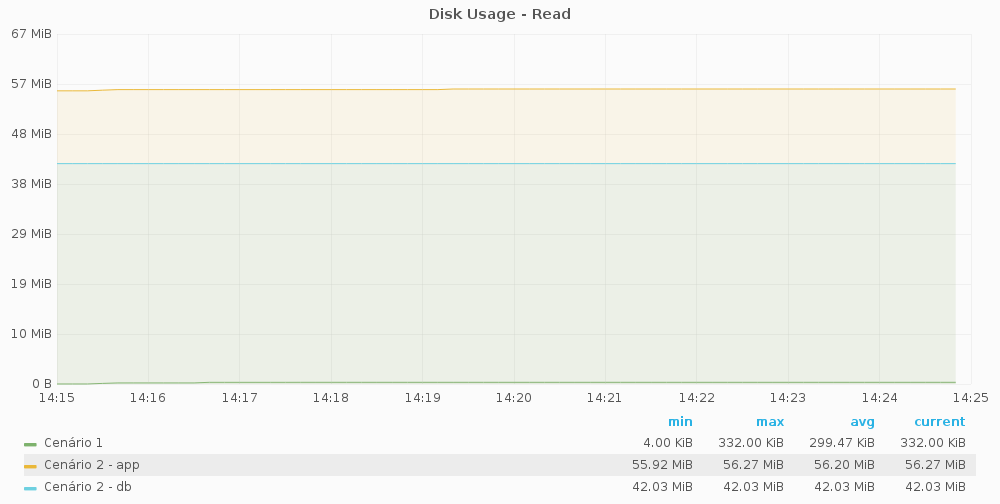 Disk Usage - Read
67 MiB
57 MiB
48 MiB
38 MiB
29 MiB
19 MiB
10 MiB
0 B
14:15 14:16 14:17 14:18 14:19 14:20 14:21 14:22 14:23 14:24 14:25
min max avg current
Cenário 1 4.00 KiB 332.00 KiB 299.47 KiB 332.00 KiB
Cenário 2 - app 55.92 MiB 56.27 MiB 56.20 MiB 56.27 MiB
Cenário 2 - db 42.03 MiB 42.03 MiB 42.03 MiB 42.03 MiB